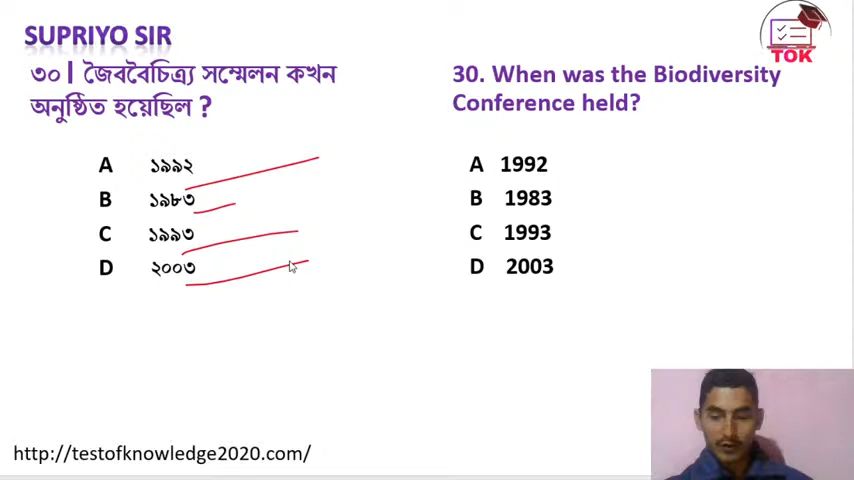 SUPRIYO SIR
৩০। জৈববৈচিত্র্য সম্মেলন কখন
অনুষ্ঠিত হয়েছিল ?
A ১৯৯২
B ১৯৮৩
C ১৯৯৩
D ২০০৩
TOK
30. When was the Biodiversity
Conference held?
A 1992
B 1983
C 1993
D 2003
http://testofknowledge2020.com/